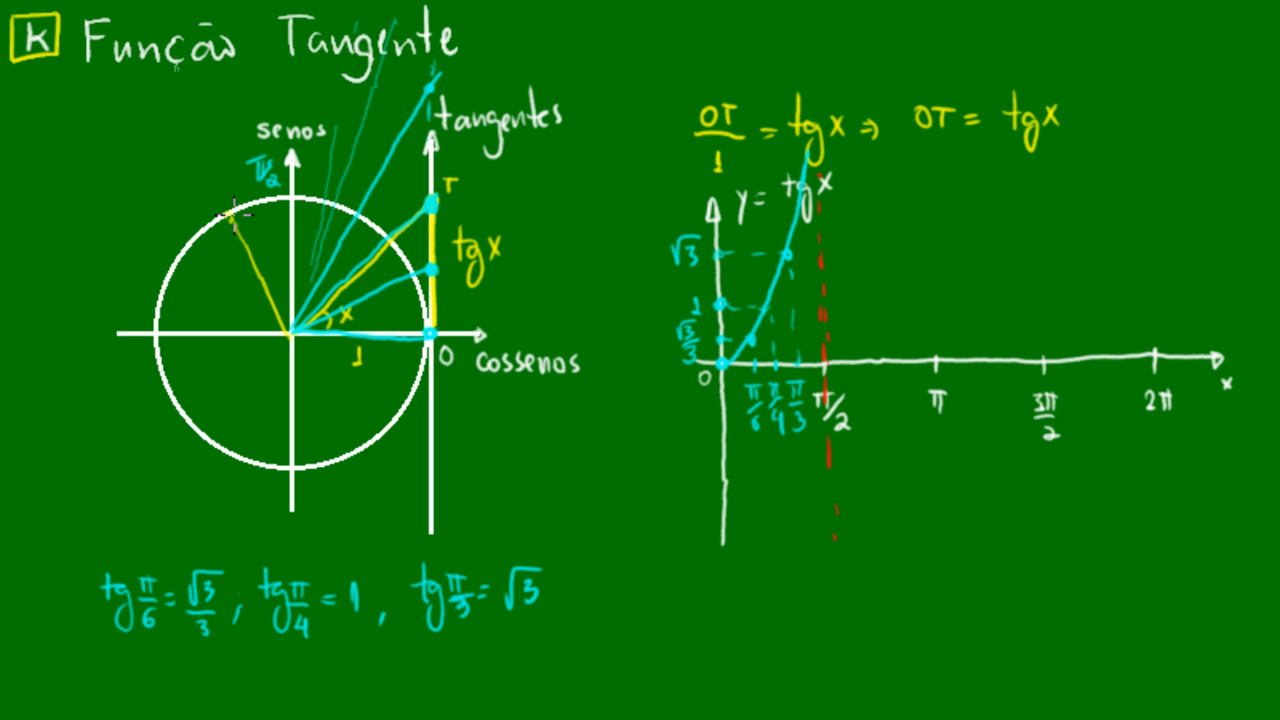 k Função Tangente
senos
π/2
tangentes
T
tg x
x
1
0
cossenos
OT/1 = tg x ⇒ OT = tg x
y = tg x
√3
1
√3/3
0
π/6 π/4 π/3 π/2 π 3π/2 2π
x
tg π/6 = √3/3 ; tg π/4 = 1 , tg π/3 = √3